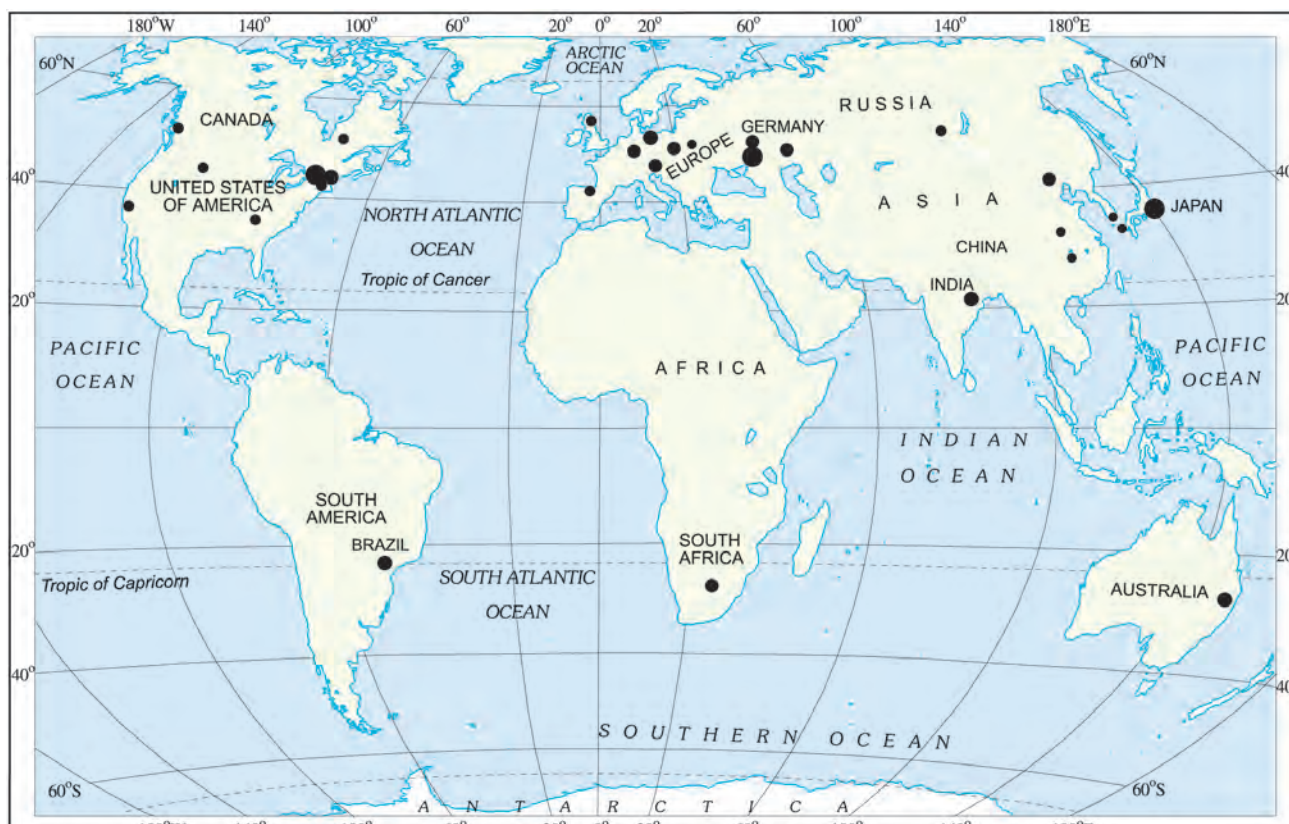 180°W 140° 100° 60° 20° 0° 20° 60° 100° 140° 180°E
ARCTIC
OCEAN
60°N
60°N
RUSSIA
CANADA
GERMANY
EUROPE
40°
40°
UNITED STATES
OF AMERICA
ASIA
JAPAN
NORTH ATLANTIC
OCEAN
CHINA
Tropic of Cancer
INDIA
20°
20°
PACIFIC
OCEAN
PACIFIC
OCEAN
AFRICA
INDIAN
OCEAN
SOUTH
AMERICA
BRAZIL
SOUTH
AFRICA
20°
20°
Tropic of Capricorn
SOUTH ATLANTIC
OCEAN
AUSTRALIA
40°
40°
SOUTHERN OCEAN
60°S
60°S
ANTARCTICA